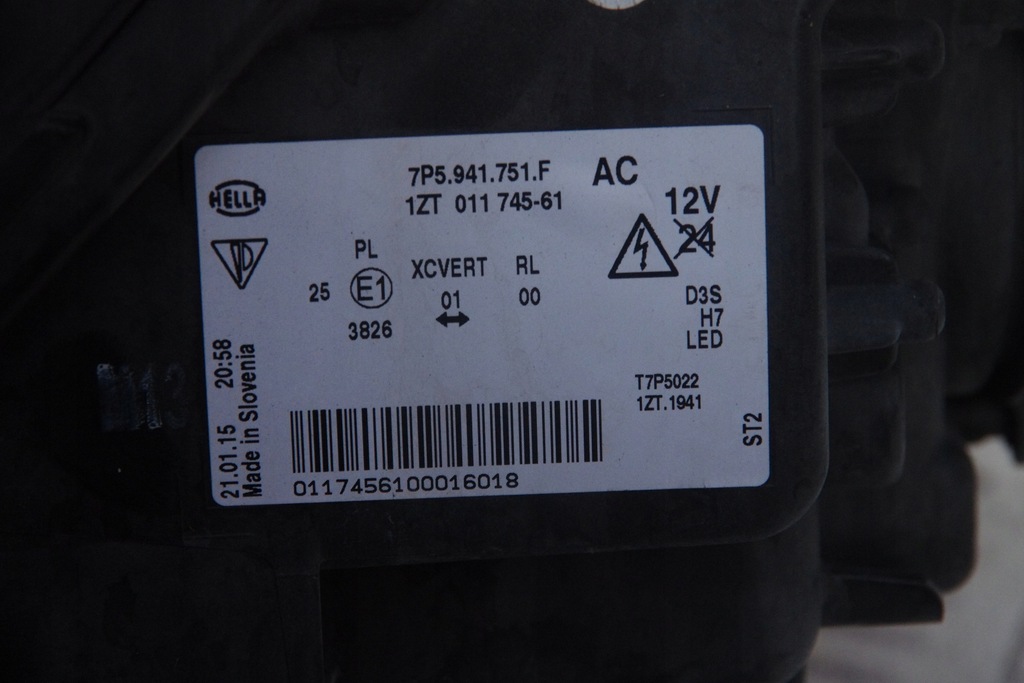 HELLA
7P5.941.751.F
1ZT 011 745-61
AC
12V
24
PL
25
E1
3826
XCVERT
01
RL
00
D3S
H7
LED
T7P5022
1ZT.1941
ST2
21.01.15 20:58
Made in Slovenia
0117456100016018